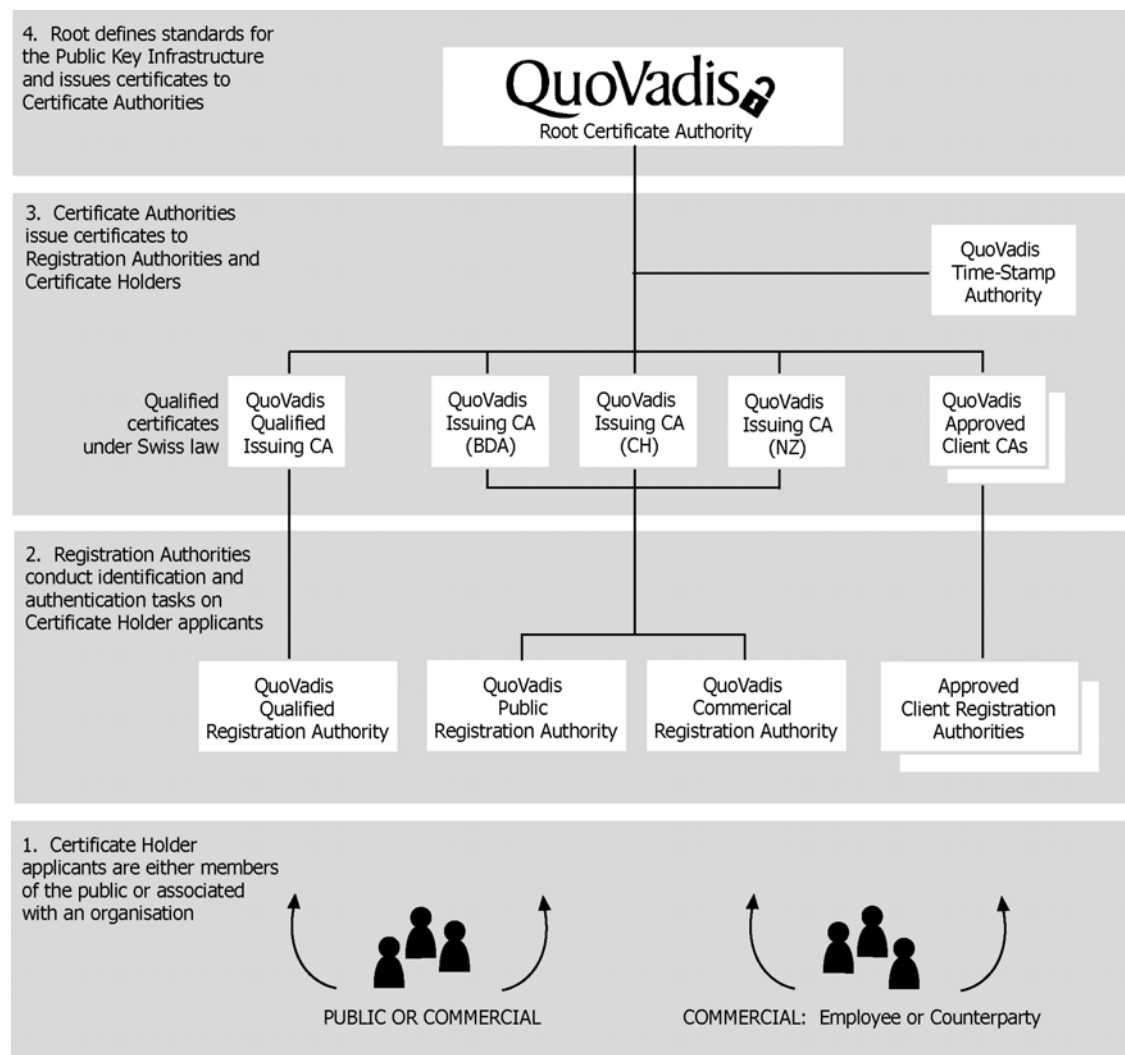 4. Root defines standards for
the Public Key Infrastructure
and issues certificates to
Certificate Authorities
QuoVadis
Root Certificate Authority
3. Certificate Authorities
issue certificates to
Registration Authorities and
Certificate Holders
QuoVadis
Time-Stamp
Authority
Qualified
certificates
under Swiss law
QuoVadis
Qualified
Issuing CA
QuoVadis
Issuing CA
(BDA)
QuoVadis
Issuing CA
(CH)
QuoVadis
Issuing CA
(NZ)
QuoVadis
Approved
Client CAs
2. Registration Authorities
conduct identification and
authentication tasks on
Certificate Holder applicants
QuoVadis
Qualified
Registration Authority
QuoVadis
Public
Registration Authority
QuoVadis
Commerical
Registration Authority
Approved
Client Registration
Authorities
1. Certificate Holder
applicants are either members
of the public or associated
with an organisation
PUBLIC OR COMMERCIAL
COMMERCIAL: Employee or Counterparty